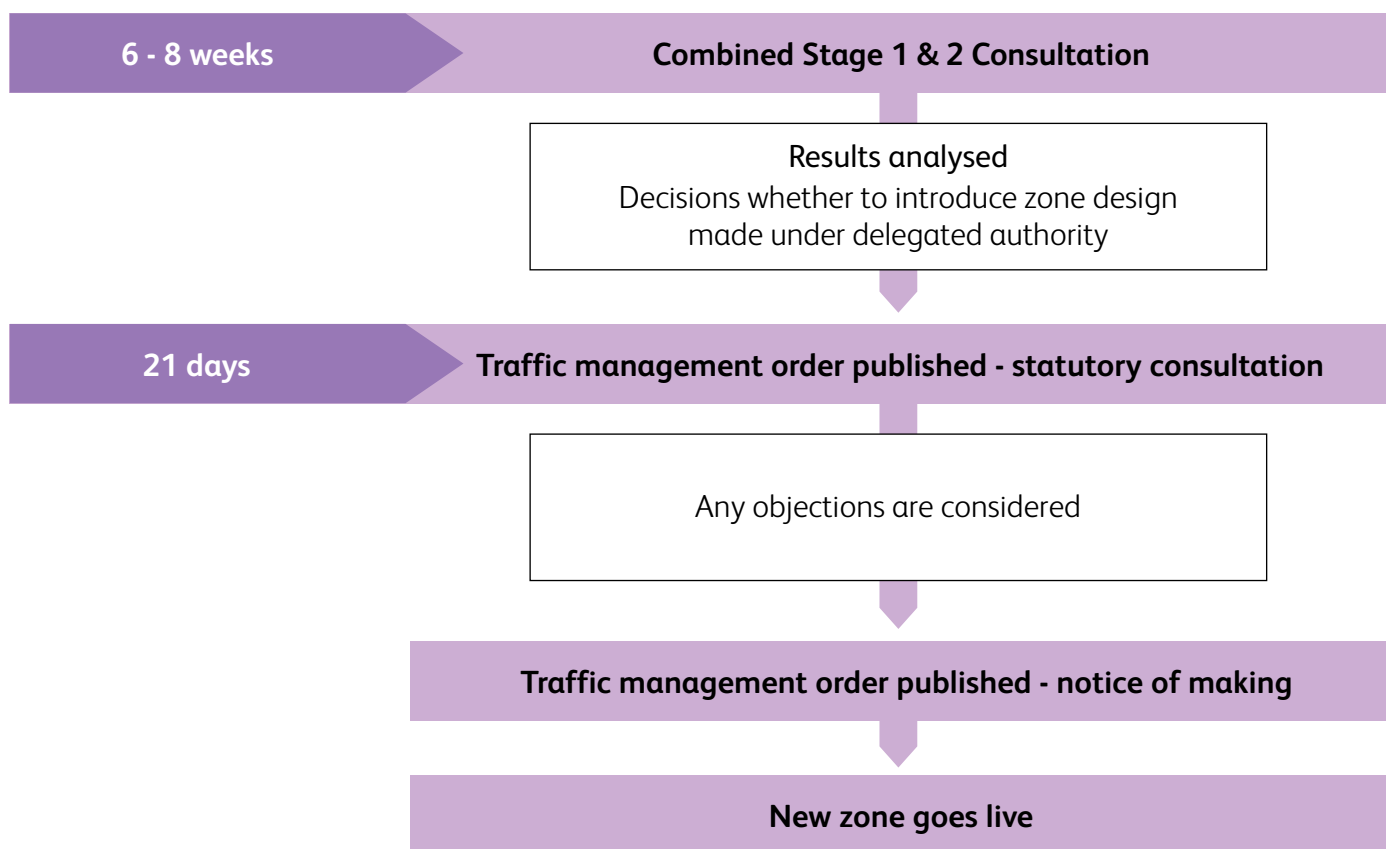 6 - 8 weeks
Combined Stage 1 & 2 Consultation
Results analysed
Decisions whether to introduce zone design
made under delegated authority
21 days
Traffic management order published - statutory consultation
Any objections are considered
Traffic management order published - notice of making
New zone goes live